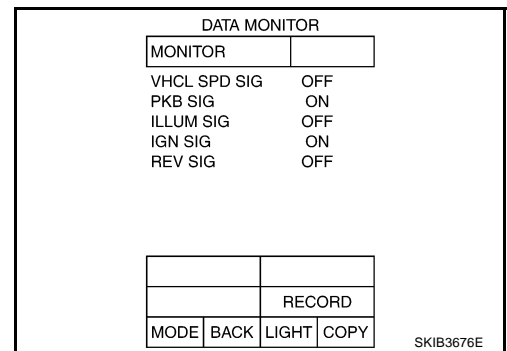 DATA MONITOR
MONITOR
VHCL SPD SIG OFF
PKB SIG ON
ILLUM SIG OFF
IGN SIG ON
REV SIG OFF
RECORD
MODE BACK LIGHT COPY
SKIB3676E